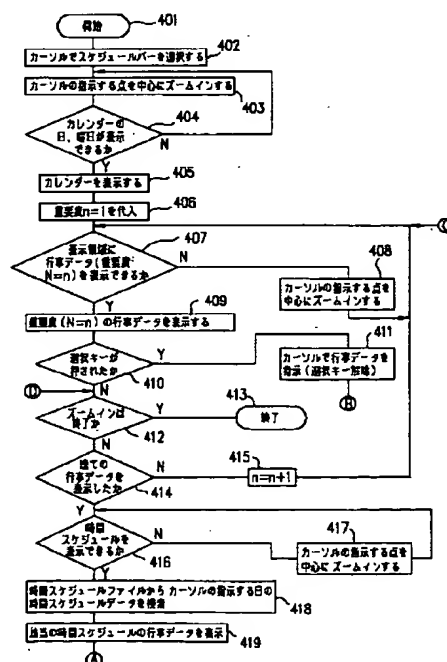 開始
401
402
カーソルでスケジュールバーを選択する
カーソルの指示する点を中心にズームインする
403
カレンダーの
日、曜日が表示
できるか
404
N
Y
405
カレンダーを表示する
406
重要度n=1を代入
C
表示領域に
行事データ(重要度:
N=n)を表示できるか
407
N
408
カーソルの指示する点を
中心にズームインする
Y
409
重要度(N=n)の行事データを表示する
選択キーが
押されたか
410
Y
411
カーソルで行事データを
指示(選択キー解除)
B
D
N
ズームインは
終了か
412
Y
413
終了
N
全ての
行事データを
表示したか
414
N
415
n=n+1
Y
時間
スケジュールを
表示できるか
416
N
417
カーソルの指示する点を
中心にズームインする
Y
時間スケジュールファイルから カーソルの指示する日の
時間スケジュールデータを検索
418
該当の時間スケジュールの行事データを表示
419
A